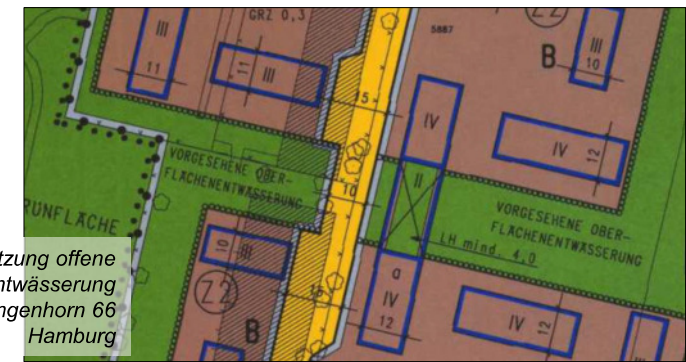 GRZ 0,3
Z2
5887
III
11
III
11
B
III
10
15
IV
IV
12
VORGESEHENE OBER-
FLÄCHENENTWÄSSERUNG
10
II
VORGESEHENE OBER-
FLÄCHENENTWÄSSERUNG
RUNFLÄCHE
LH mind. 4,0
10
III
Z2
B
a
IV
12
IV
12
tzung offene
entwässerung
ngenhorn 66
Hamburg